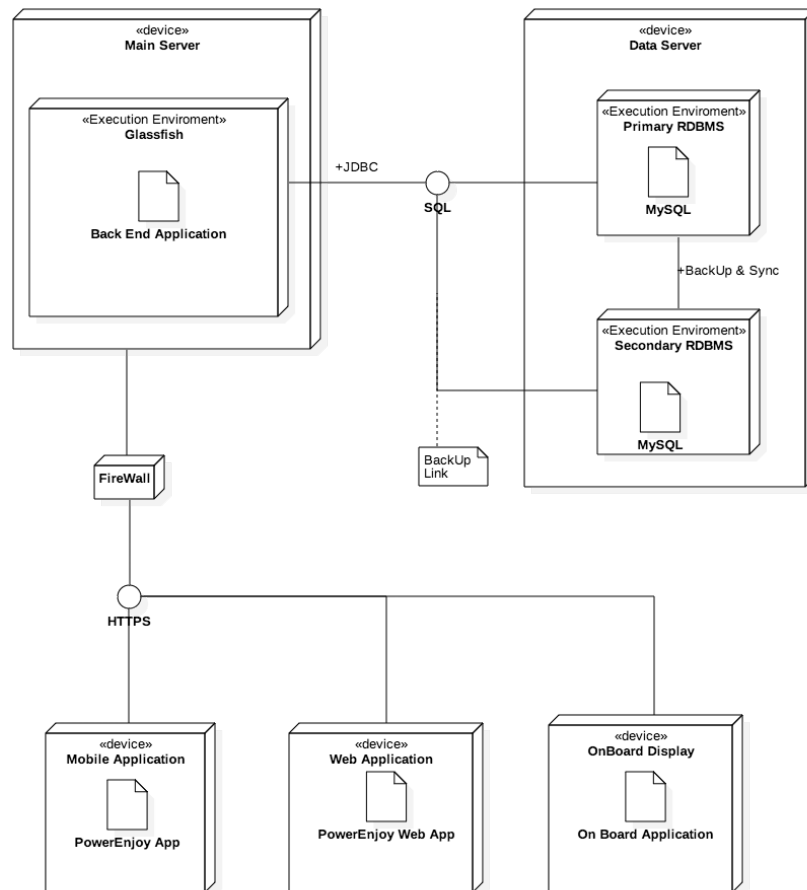 «device»
Main Server
«Execution Enviroment»
Glassfish
Back End Application
+JDBC
SQL
«device»
Data Server
«Execution Enviroment»
Primary RDBMS
MySQL
+BackUp & Sync
«Execution Enviroment»
Secondary RDBMS
MySQL
BackUp
Link
FireWall
HTTPS
«device»
Mobile Application
PowerEnjoy App
«device»
Web Application
PowerEnjoy Web App
«device»
OnBoard Display
On Board Application